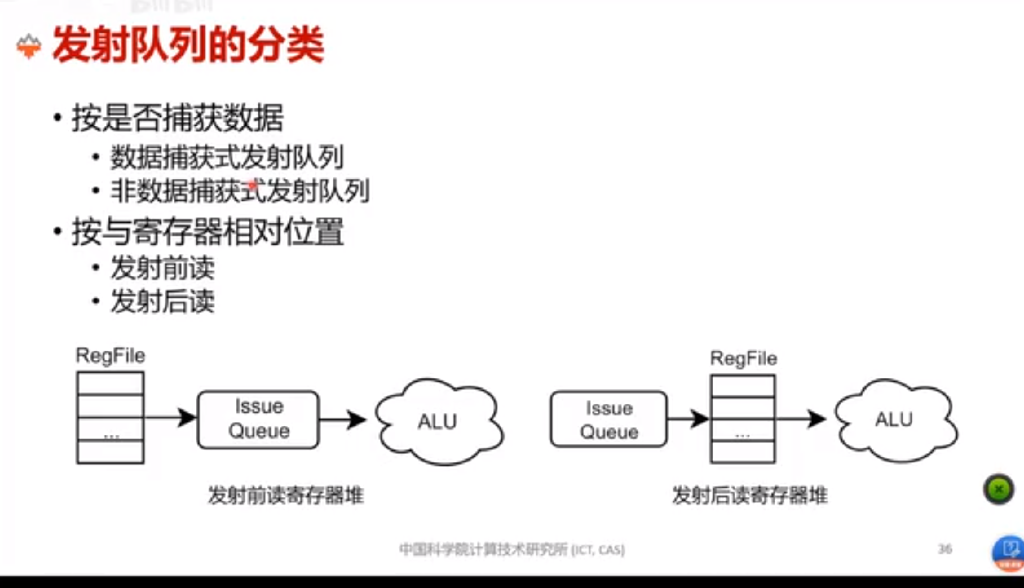 发射队列的分类
• 按是否捕获数据
• 数据捕获式发射队列
• 非数据捕获式发射队列
• 按与寄存器相对位置
• 发射前读
• 发射后读
RegFile
...
Issue
Queue
ALU
发射前读寄存器堆
Issue
Queue
RegFile
...
ALU
发射后读寄存器堆
中国科学院计算技术研究所 (ICT, CAS)
36